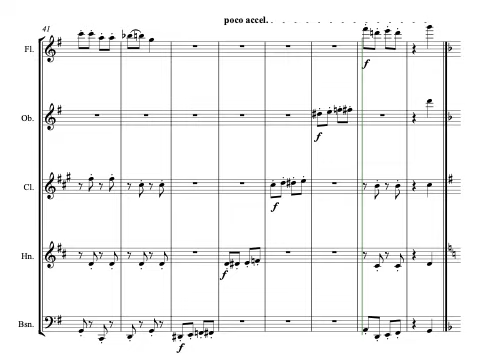 poco accel.
41
Fl.
f
Ob.
f
Cl.
f
Hn.
f
Bsn.
f